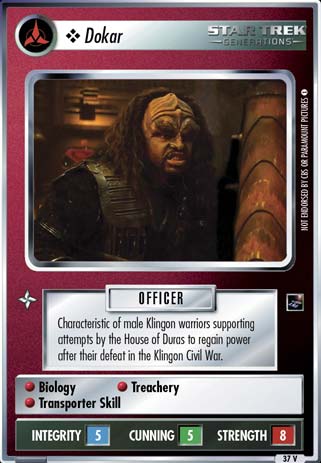 Dokar
STAR TREK
GENERATIONS
NOT ENDORSED BY CBS OR PARAMOUNT PICTURES
OFFICER
Characteristic of male Klingon warriors supporting
attempts by the House of Duras to regain power
after their defeat in the Klingon Civil War.
Biology Treachery
Transporter Skill
INTEGRITY 5 CUNNING 5 STRENGTH 8
37 V